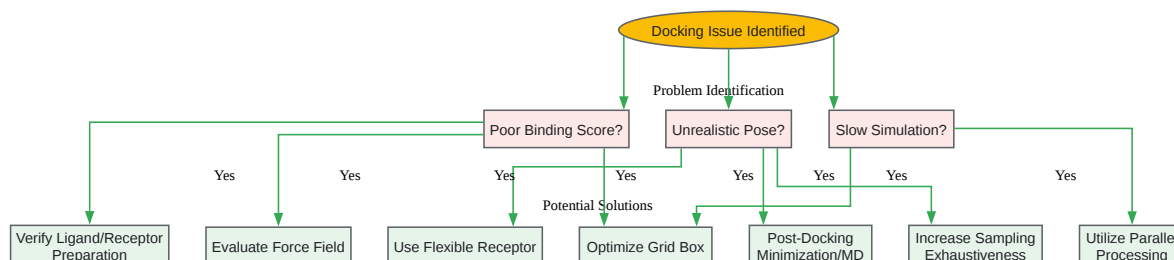 Docking Issue Identified
Problem Identification
Poor Binding Score?
Unrealistic Pose?
Slow Simulation?
Yes
Yes
Yes
Yes
Yes
Yes
Yes
Yes
Potential Solutions
Verify Ligand/Receptor
Preparation
Evaluate Force Field
Use Flexible Receptor
Optimize Grid Box
Post-Docking
Minimization/MD
Increase Sampling
Exhaustiveness
Utilize Parallel
Processing